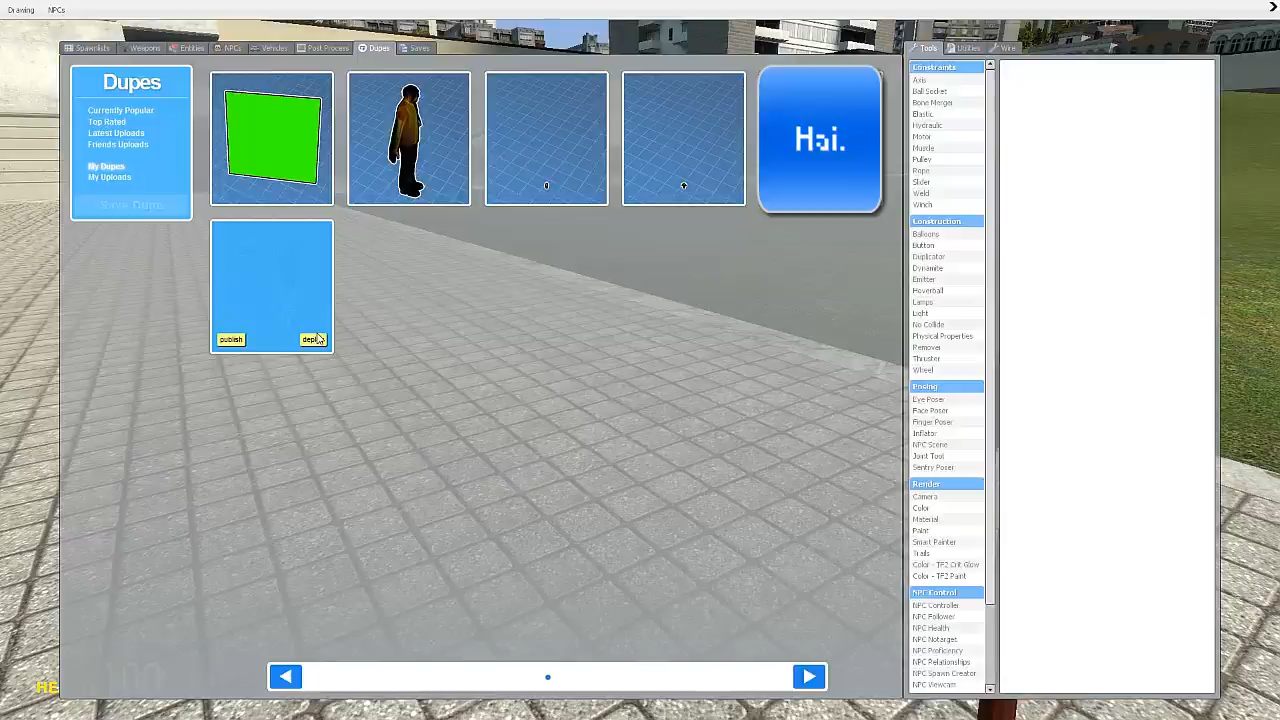 Drawing NPCs
Spawnlists Weapons Entities NPCs Vehicles Post Process Dupes Saves
Tools Utilities Wire
Dupes
Currently Popular
Top Rated
Latest Uploads
Friends Uploads
My Dupes
My Uploads
Save Dupe
Hai.
publish
HE
Constraints
Axis
Ball Socket
Bone Merger
Elastic
Hydraulic
Motor
Muscle
Pulley
Rope
Slider
Weld
Winch
Construction
Balloons
Button
Duplicator
Dynamite
Emitter
Hoverball
Lamps
Light
No Collide
Physical Properties
Remover
Thruster
Wheel
Posing
Eye Poser
Face Poser
Finger Poser
Inflator
NPC Scene
Joint Tool
Sentry Poser
Render
Camera
Color
Material
Paint
Smart Painter
Trails
Color - TF2 Crit Glow
Color - TF2 Paint
NPC Control
NPC Controller
NPC Follower
NPC Health
NPC Notarget
NPC Proficiency
NPC Relationships
NPC Spawn Creator
NPC Viewcam